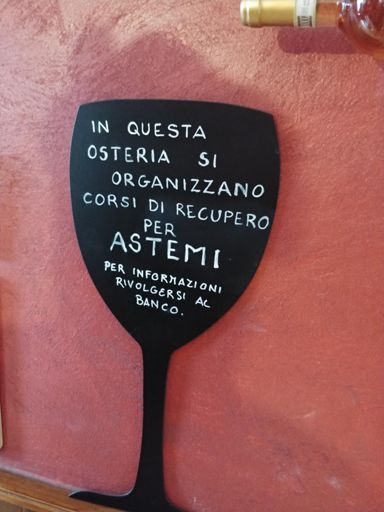 IN QUESTA
OSTERIA SI
ORGANIZZANO
CORSI DI RECUPERO
PER
ASTEMI
PER INFORMAZIONI
RIVOLGERSI AL
BANCO.